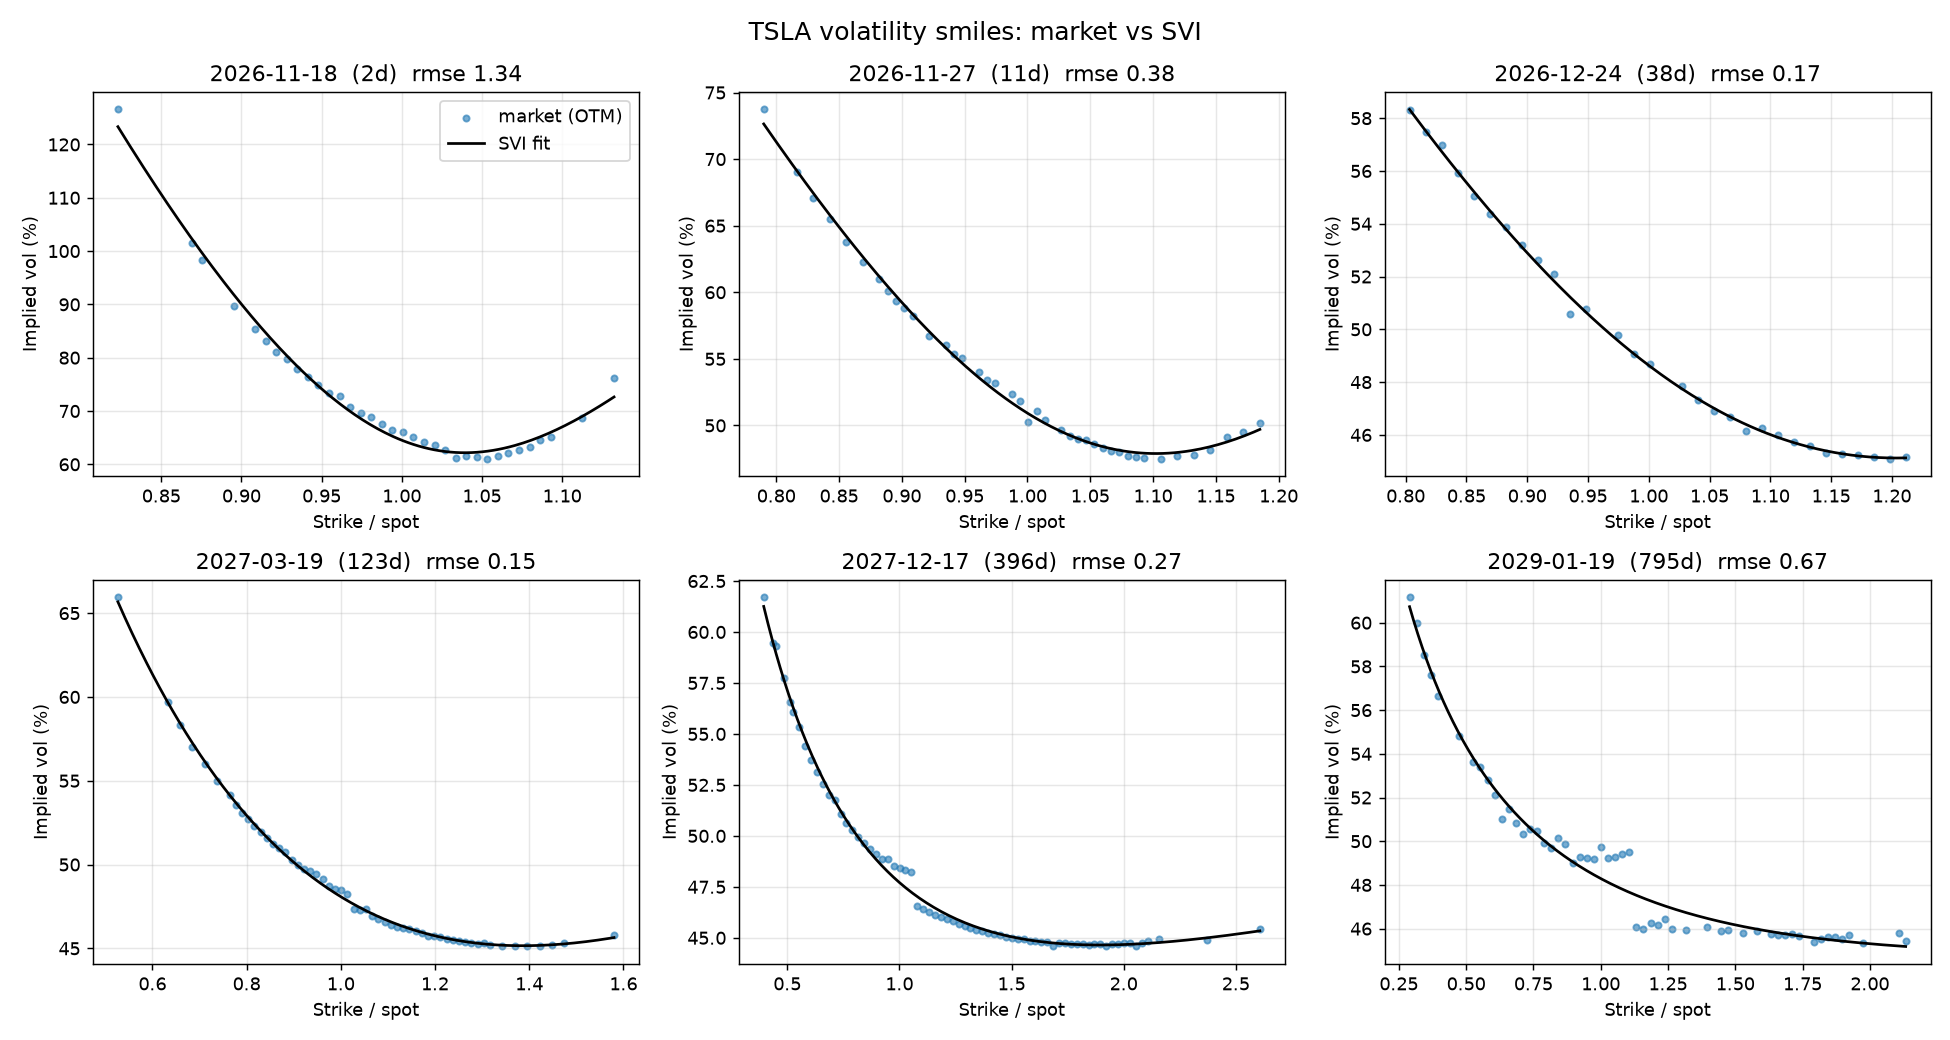 TSLA volatility smiles: market vs SVI
2026-11-18  (2d)  rmse 1.34
market (OTM)
SVI fit
Implied vol (%)
120
110
100
90
80
70
60
0.85 0.90 0.95 1.00 1.05 1.10
Strike / spot
2026-11-27  (11d)  rmse 0.38
Implied vol (%)
75
70
65
60
55
50
0.80 0.85 0.90 0.95 1.00 1.05 1.10 1.15 1.20
Strike / spot
2026-12-24  (38d)  rmse 0.17
Implied vol (%)
58
56
54
52
50
48
46
0.80 0.85 0.90 0.95 1.00 1.05 1.10 1.15 1.20
Strike / spot
2027-03-19  (123d)  rmse 0.15
Implied vol (%)
65
60
55
50
45
0.6 0.8 1.0 1.2 1.4 1.6
Strike / spot
2027-12-17  (396d)  rmse 0.27
Implied vol (%)
62.5
60.0
57.5
55.0
52.5
50.0
47.5
45.0
0.5 1.0 1.5 2.0 2.5
Strike / spot
2029-01-19  (795d)  rmse 0.67
Implied vol (%)
60
58
56
54
52
50
48
46
0.25 0.50 0.75 1.00 1.25 1.50 1.75 2.00
Strike / spot